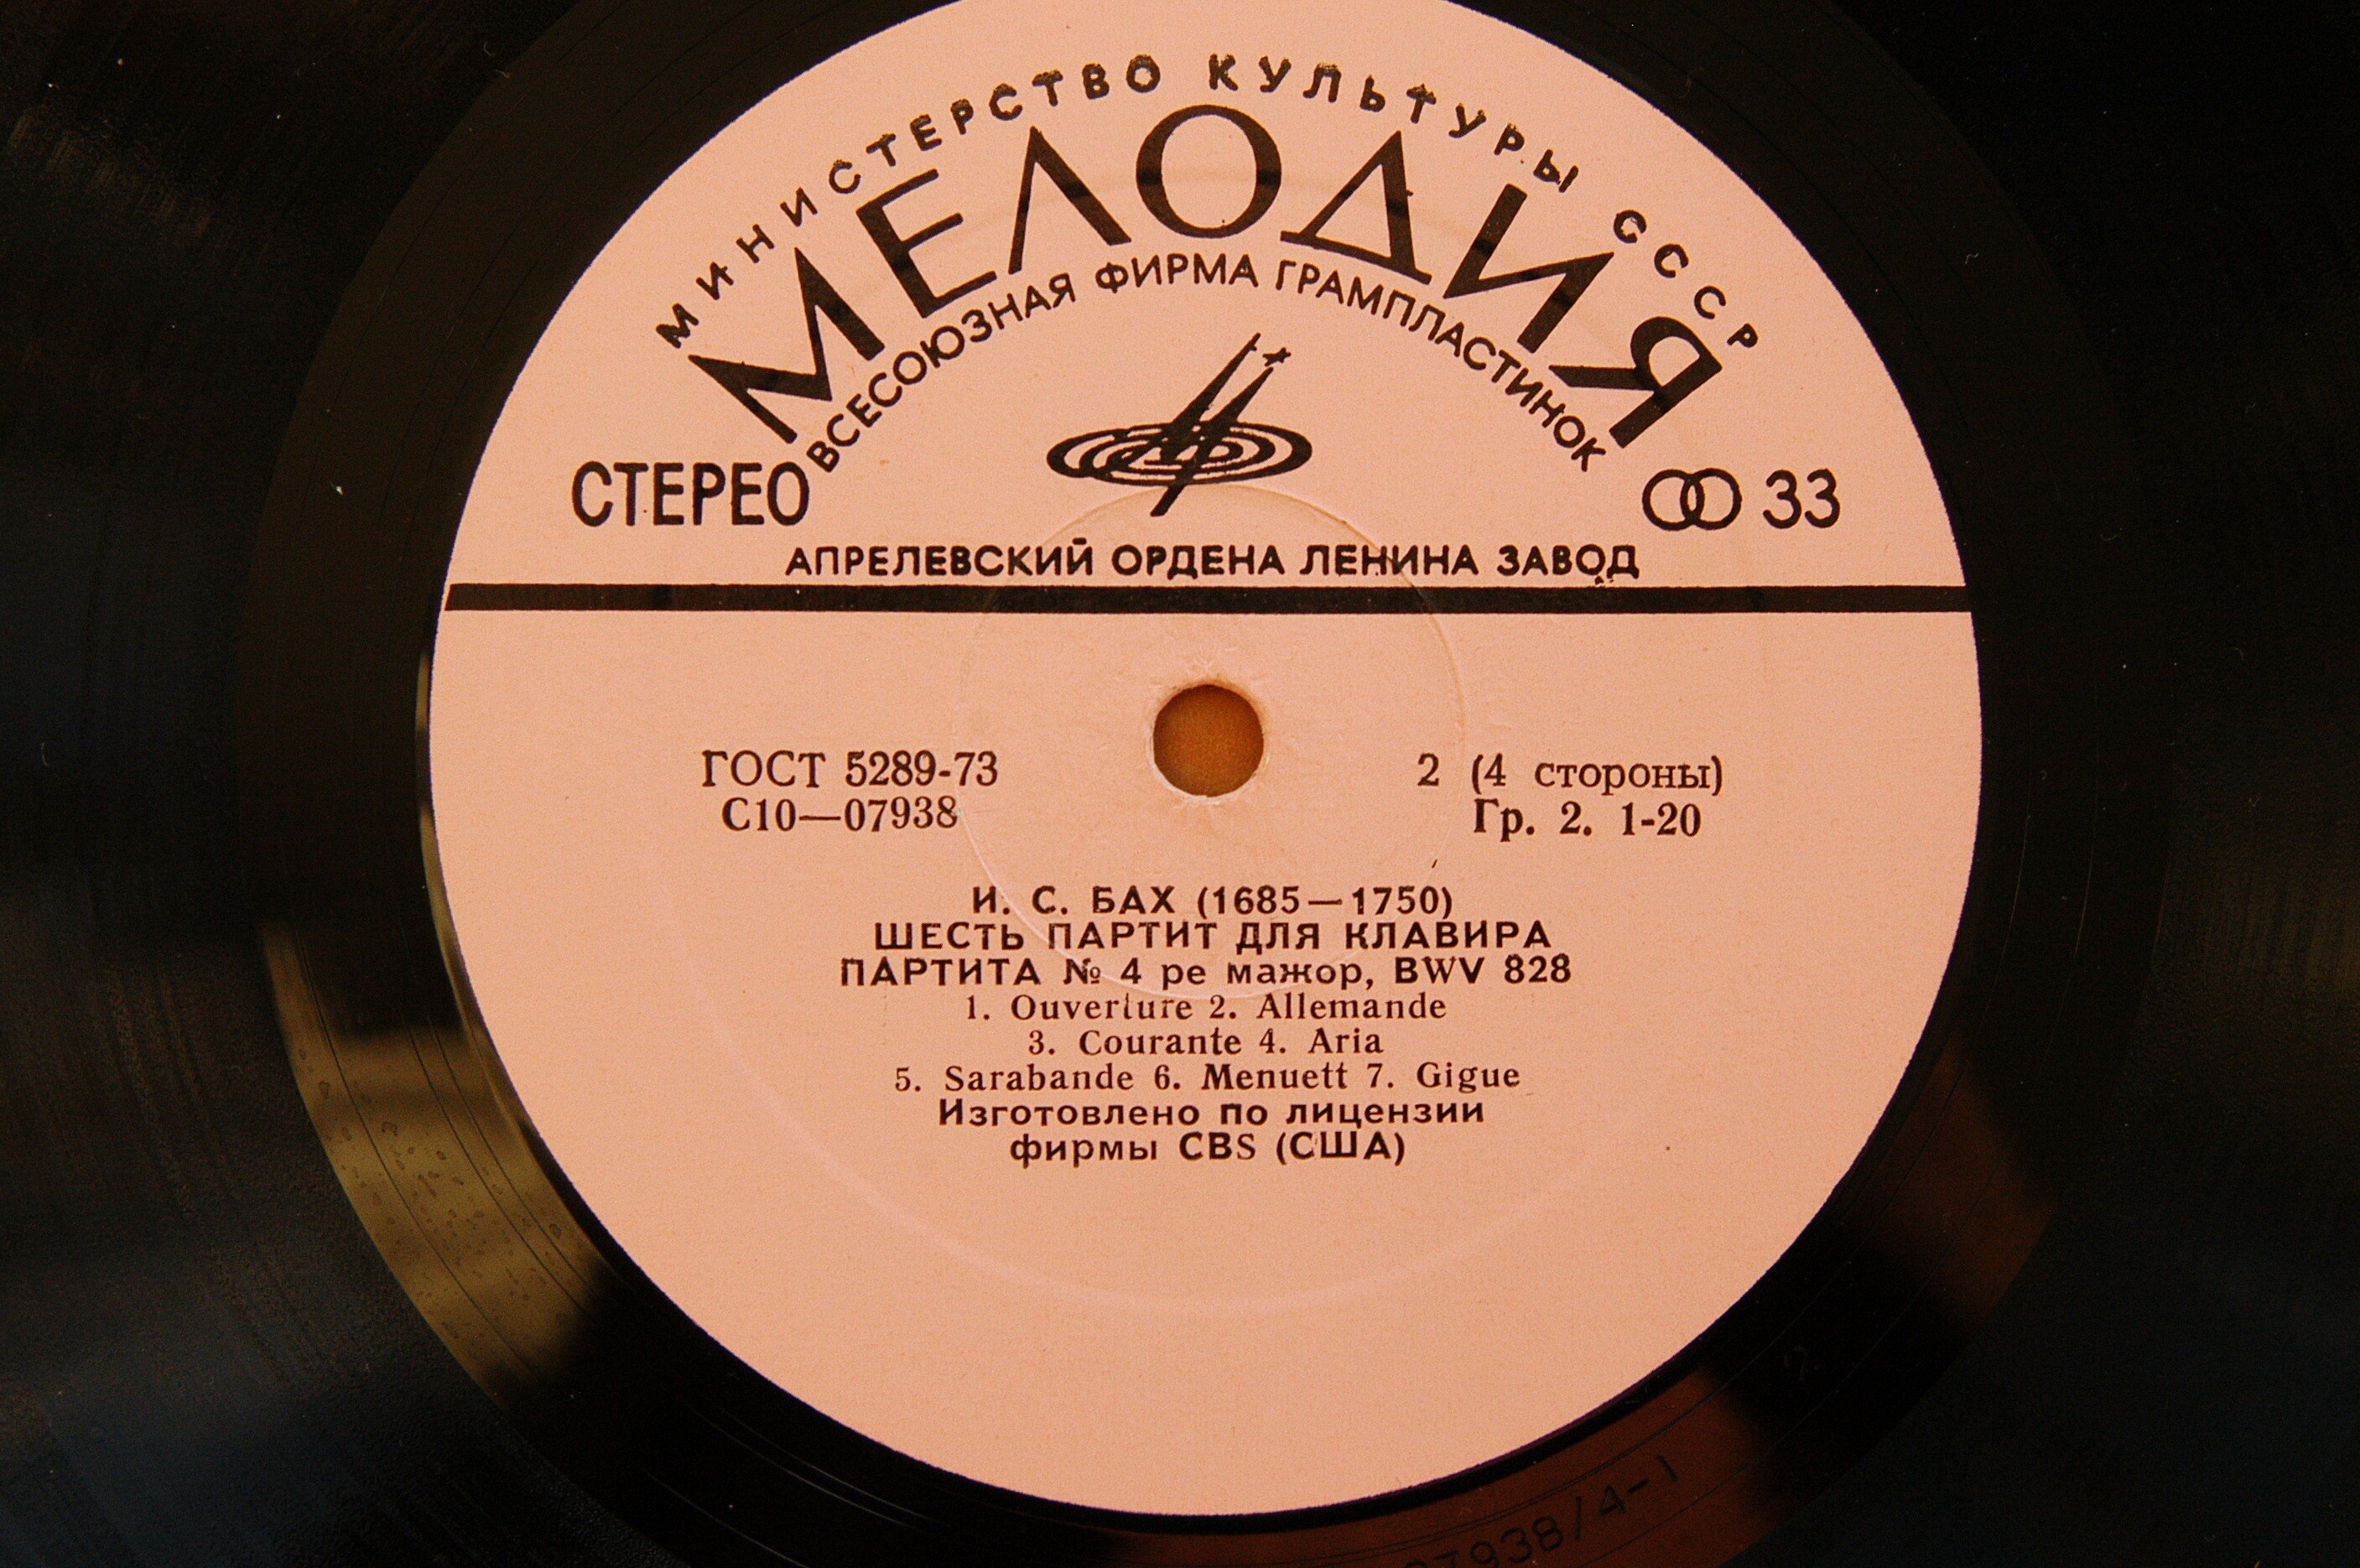 МИНИСТЕРСТВО КУЛЬТУРЫ СССР
МЕЛОДИЯ
ВСЕСОЮЗНАЯ ФИРМА ГРАМПЛАСТИНОК
СТЕРЕО
33
АПРЕЛЕВСКИЙ ОРДЕНА ЛЕНИНА ЗАВОД
ГОСТ 5289-73
2 (4 стороны)
С10—07938
Гр. 2. 1-20
И. С. БАХ (1685—1750)
ШЕСТЬ ПАРТИТ ДЛЯ КЛАВИРА
ПАРТИТА № 4 ре мажор, BWV 828
1. Ouverture 2. Allemande
3. Courante 4. Aria
5. Sarabande 6. Menuett 7. Gigue
Изготовлено по лицензии
фирмы CBS (США)
7938/4-1